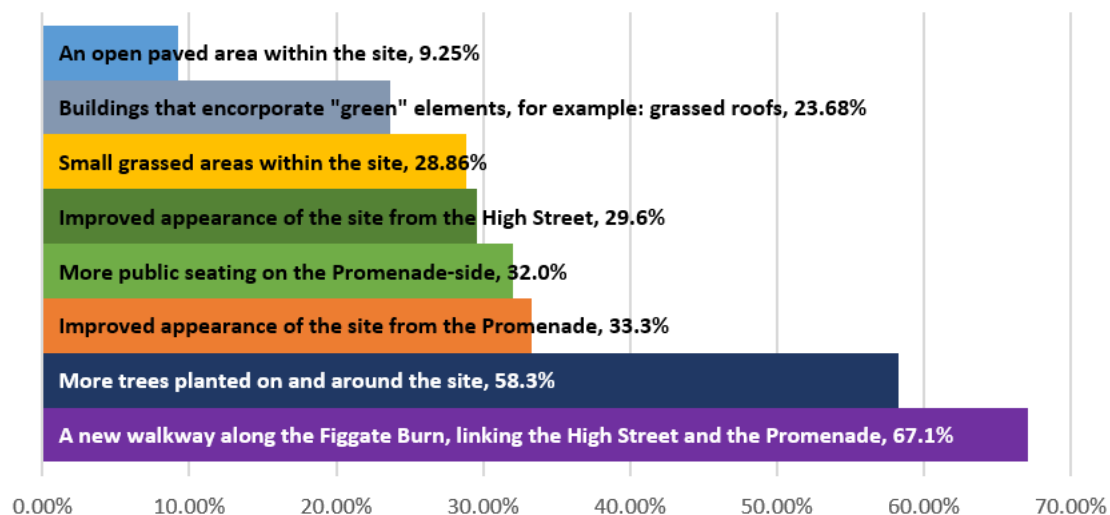 An open paved area within the site, 9.25%
Buildings that encorporate "green" elements, for example: grassed roofs, 23.68%
Small grassed areas within the site, 28.86%
Improved appearance of the site from the High Street, 29.6%
More public seating on the Promenade-side, 32.0%
Improved appearance of the site from the Promenade, 33.3%
More trees planted on and around the site, 58.3%
A new walkway along the Figgate Burn, linking the High Street and the Promenade, 67.1%
0.00% 10.00% 20.00% 30.00% 40.00% 50.00% 60.00% 70.00%